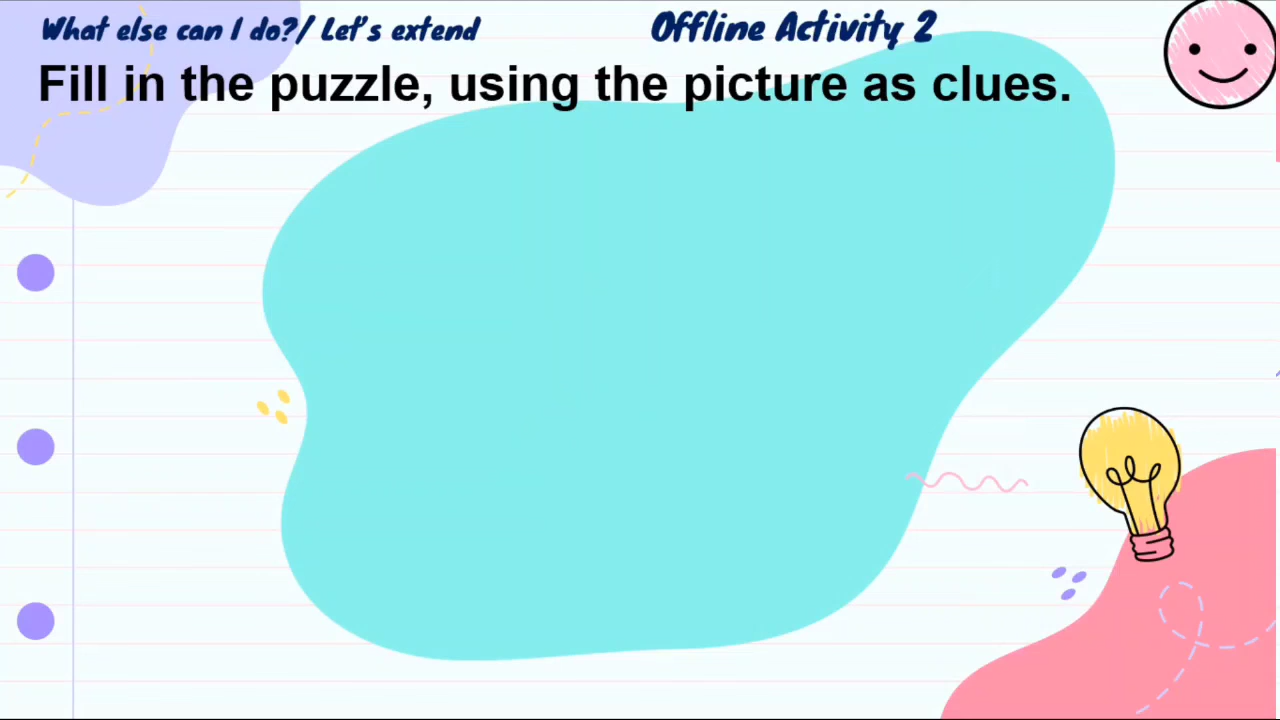 What else can I do?/ Let's extend
Offline Activity 2
Fill in the puzzle, using the picture as clues.